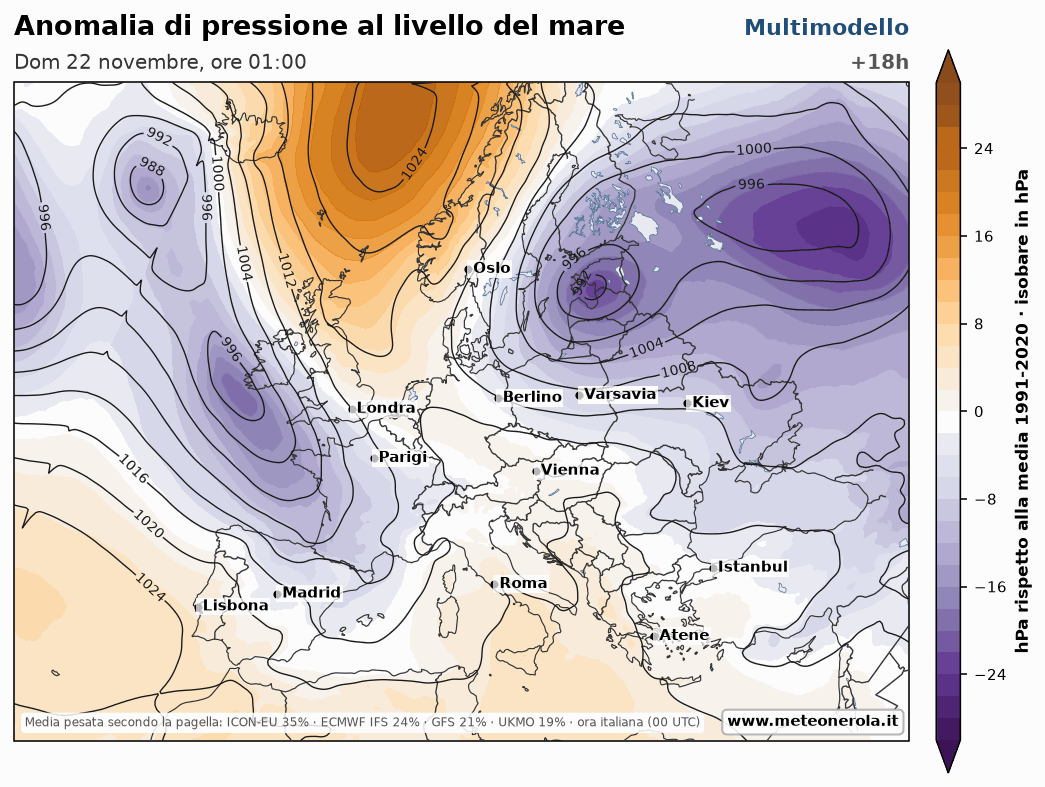 Anomalia di pressione al livello del mare
Multimodello
Dom 22 novembre, ore 01:00
+18h
992
988
1000
996
996
1004
1012
1024
1000
996
996
992
1004
1008
996
1016
1020
1024
Oslo
Londra
Berlino
Varsavia
Kiev
Parigi
Vienna
Istanbul
Roma
Madrid
Lisbona
Atene
24
16
8
0
−8
−16
−24
hPa rispetto alla media 1991-2020 · isobare in hPa
Media pesata secondo la pagella: ICON-EU 35% · ECMWF IFS 24% · GFS 21% · UKMO 19% · ora italiana (00 UTC)
www.meteonerola.it